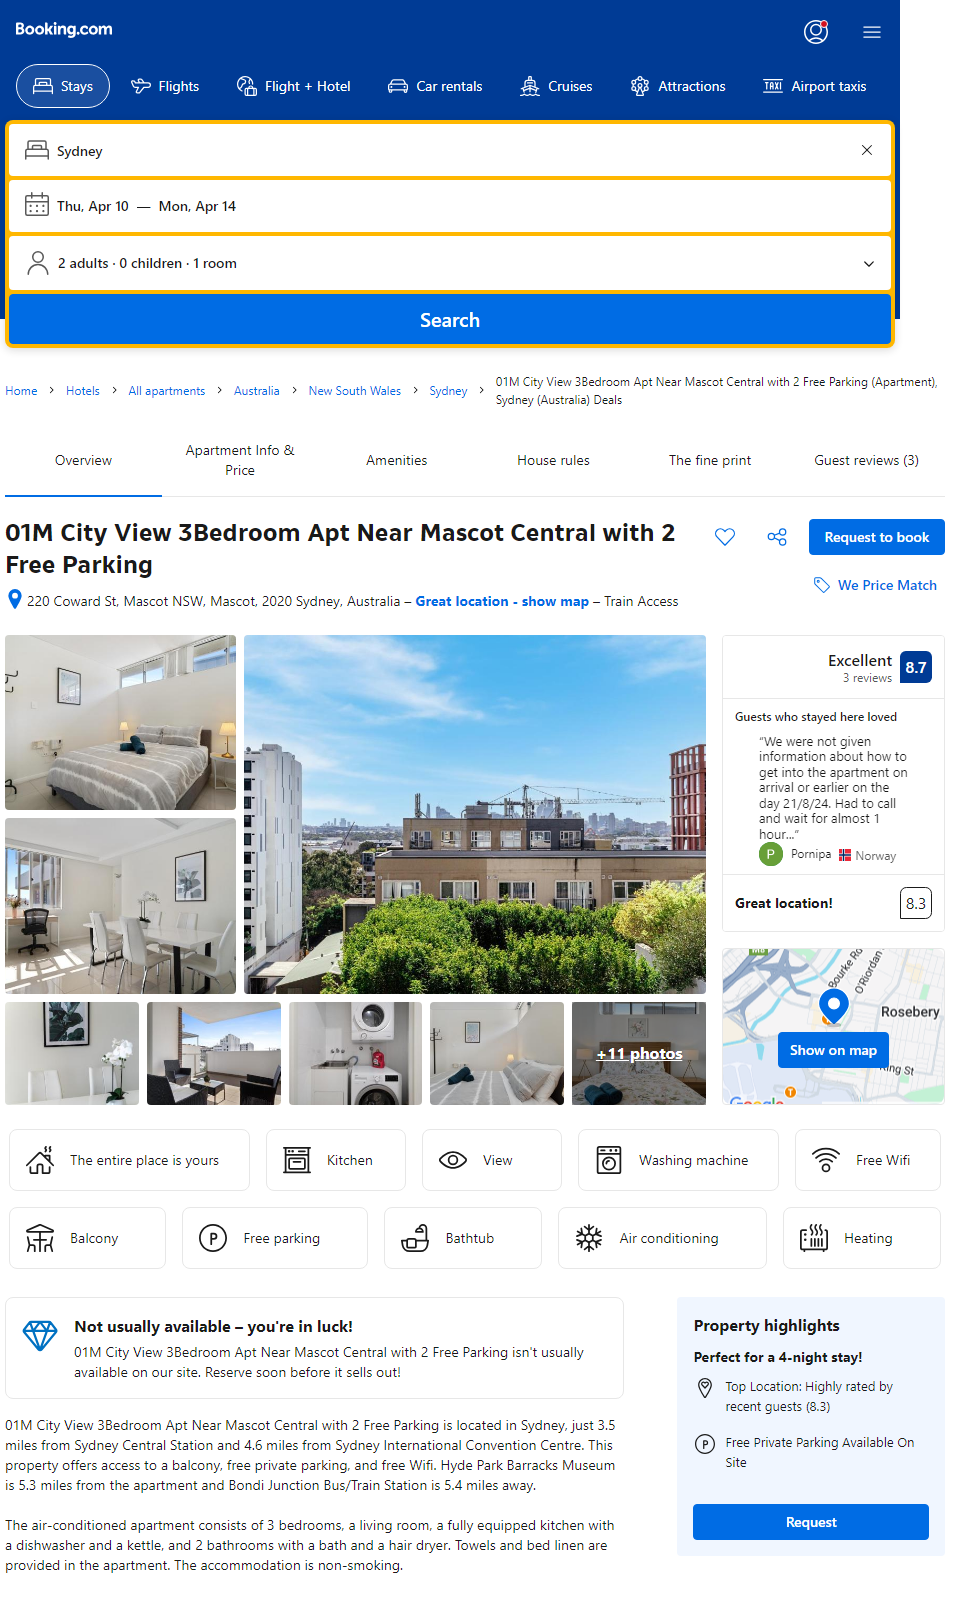 Booking.com
Stays
Flights
Flight + Hotel
Car rentals
Cruises
Attractions
TAXI
Airport taxis
Sydney
Thu, Apr 10 — Mon, Apr 14
2 adults · 0 children · 1 room
Search
Home
Hotels
All apartments
Australia
New South Wales
Sydney
01M City View 3Bedroom Apt Near Mascot Central with 2 Free Parking (Apartment),
Sydney (Australia) Deals
Overview
Apartment Info &
Price
Amenities
House rules
The fine print
Guest reviews (3)
01M City View 3Bedroom Apt Near Mascot Central with 2
Free Parking
Request to book
We Price Match
220 Coward St, Mascot NSW, Mascot, 2020 Sydney, Australia – Great location - show map – Train Access
Excellent
3 reviews
8.7
Guests who stayed here loved
“We were not given
information about how to
get into the apartment on
arrival or earlier on the
day 21/8/24. Had to call
and wait for almost 1
hour...”
P
Pornipa
Norway
Great location!
8.3
+11 photos
Bourke Rd
O'Riordan
Rosebery
Show on map
King St
T
Google
The entire place is yours
Kitchen
View
Washing machine
Free Wifi
Balcony
P
Free parking
Bathtub
Air conditioning
Heating
Not usually available – you're in luck!
01M City View 3Bedroom Apt Near Mascot Central with 2 Free Parking isn't usually
available on our site. Reserve soon before it sells out!
01M City View 3Bedroom Apt Near Mascot Central with 2 Free Parking is located in Sydney, just 3.5
miles from Sydney Central Station and 4.6 miles from Sydney International Convention Centre. This
property offers access to a balcony, free private parking, and free Wifi. Hyde Park Barracks Museum
is 5.3 miles from the apartment and Bondi Junction Bus/Train Station is 5.4 miles away.
The air-conditioned apartment consists of 3 bedrooms, a living room, a fully equipped kitchen with
a dishwasher and a kettle, and 2 bathrooms with a bath and a hair dryer. Towels and bed linen are
provided in the apartment. The accommodation is non-smoking.
Property highlights
Perfect for a 4-night stay!
Top Location: Highly rated by
recent guests (8.3)
P
Free Private Parking Available On
Site
Request